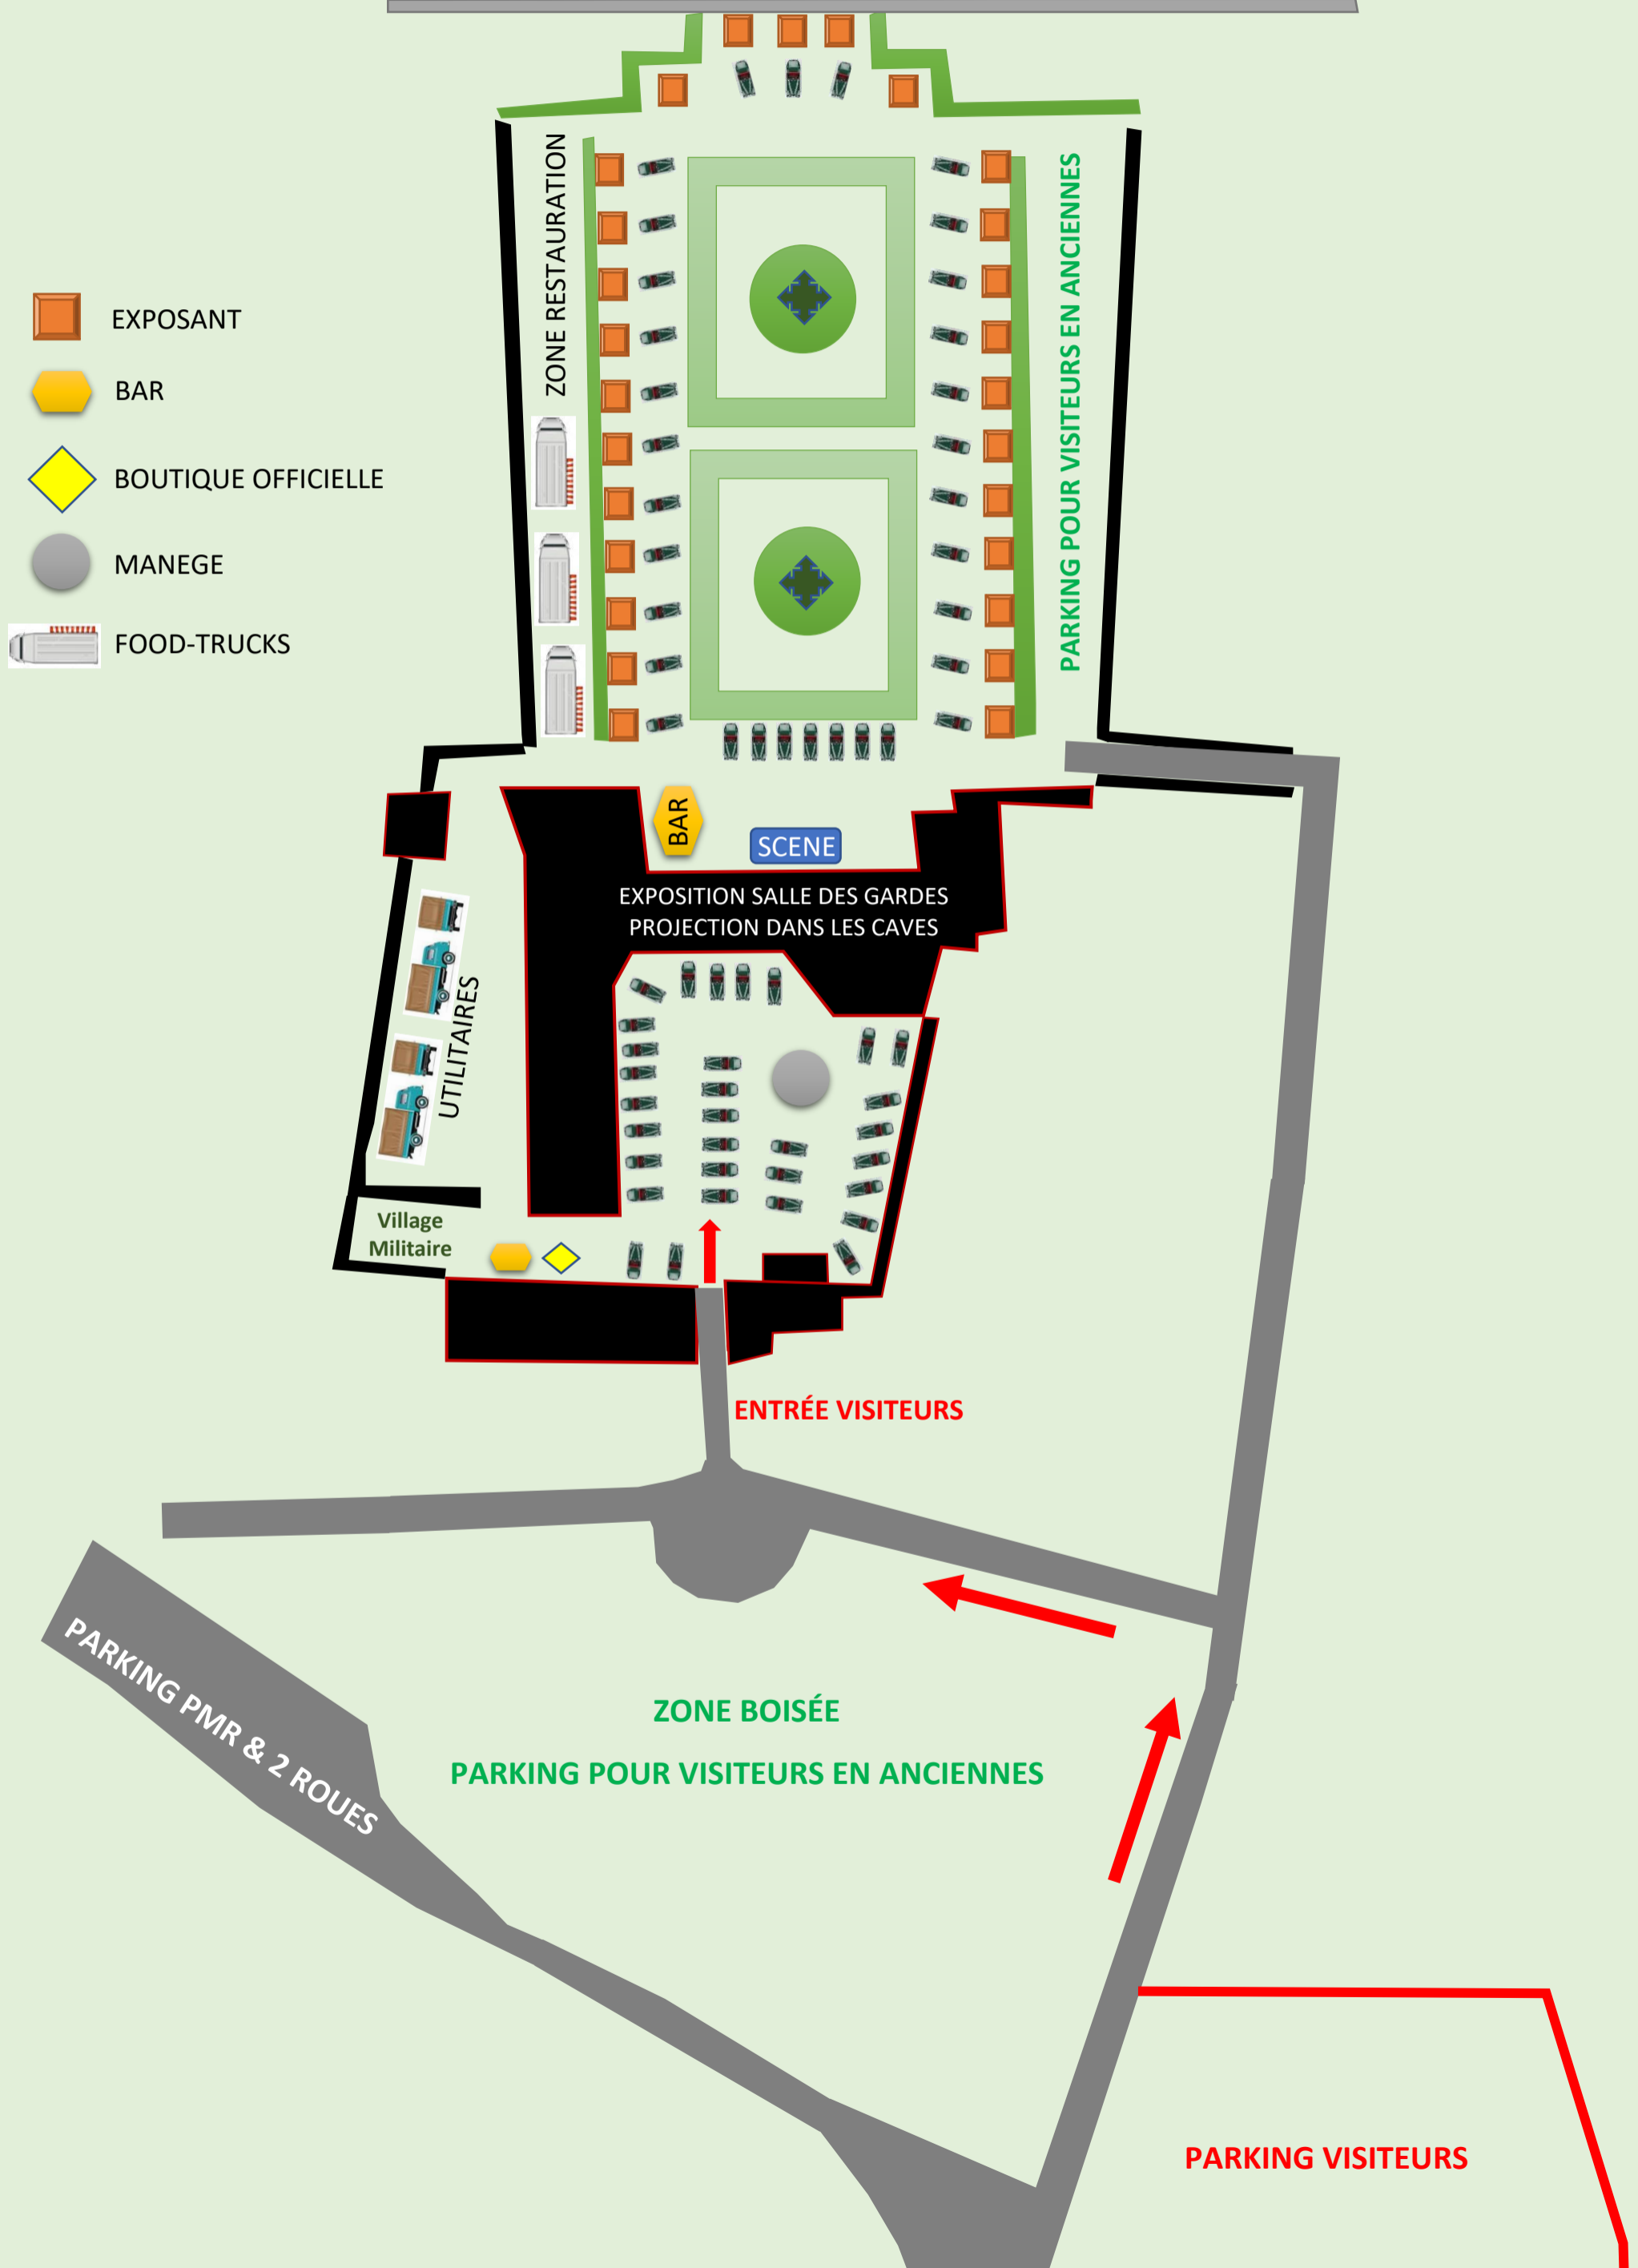 ZONE RESTAURATION
PARKING POUR VISITEURS EN ANCIENNES
EXPOSANT
BAR
BOUTIQUE OFFICIELLE
MANEGE
FOOD-TRUCKS
BAR
SCENE
EXPOSITION SALLE DES GARDES
PROJECTION DANS LES CAVES
UTILITAIRES
Village
Militaire
ENTRÉE VISITEURS
PARKING PMR & 2 ROUES
ZONE BOISÉE
PARKING POUR VISITEURS EN ANCIENNES
PARKING VISITEURS